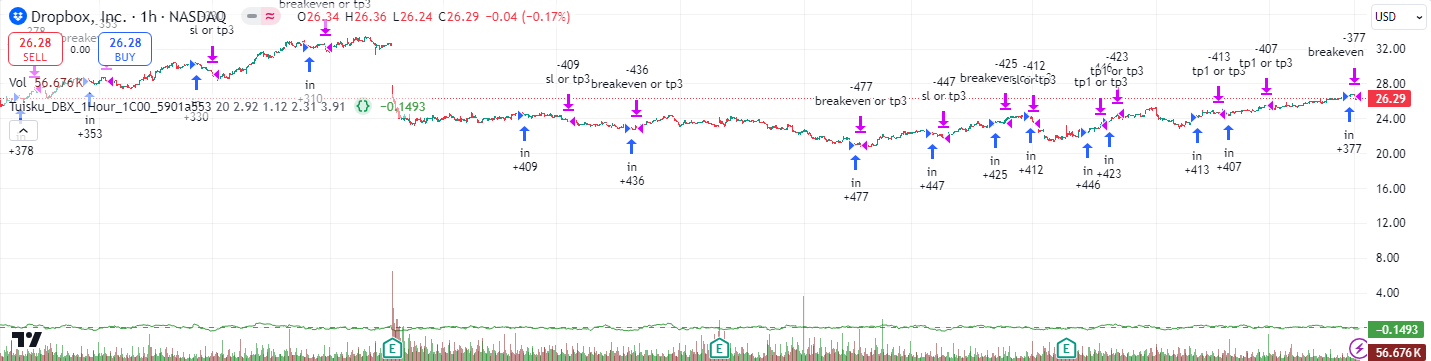 Dropbox, Inc. · 1h · NASDAQ
O26.34 H26.36 L26.24 C26.29 −0.04 (−0.17%)
breakeven or tp3
USD
26.28
SELL
0.00
26.28
BUY
Vol 56.676K
Tuisku_DBX_1Hour_1C00_5901a553 20 2.92 1.12 2.31 3.91 −0.1493
-378
-353
breakeven
sl or tp3
in
+378
in
+353
+330
in
+310
-409
sl or tp3
in
+409
-436
breakeven or tp3
in
+436
-477
breakeven or tp3
in
+477
-447
sl or tp3
in
+447
-425
in
+425
-412
sl or tp3
in
+412
in
+446
-423
tp1 or tp3
in
+423
-413
tp1 or tp3
in
+413
-407
tp1 or tp3
in
+407
-377
breakeven
in
+377
32.00
28.00
26.29
24.00
20.00
16.00
12.00
8.00
4.00
−0.1493
56.676K
E
E
E